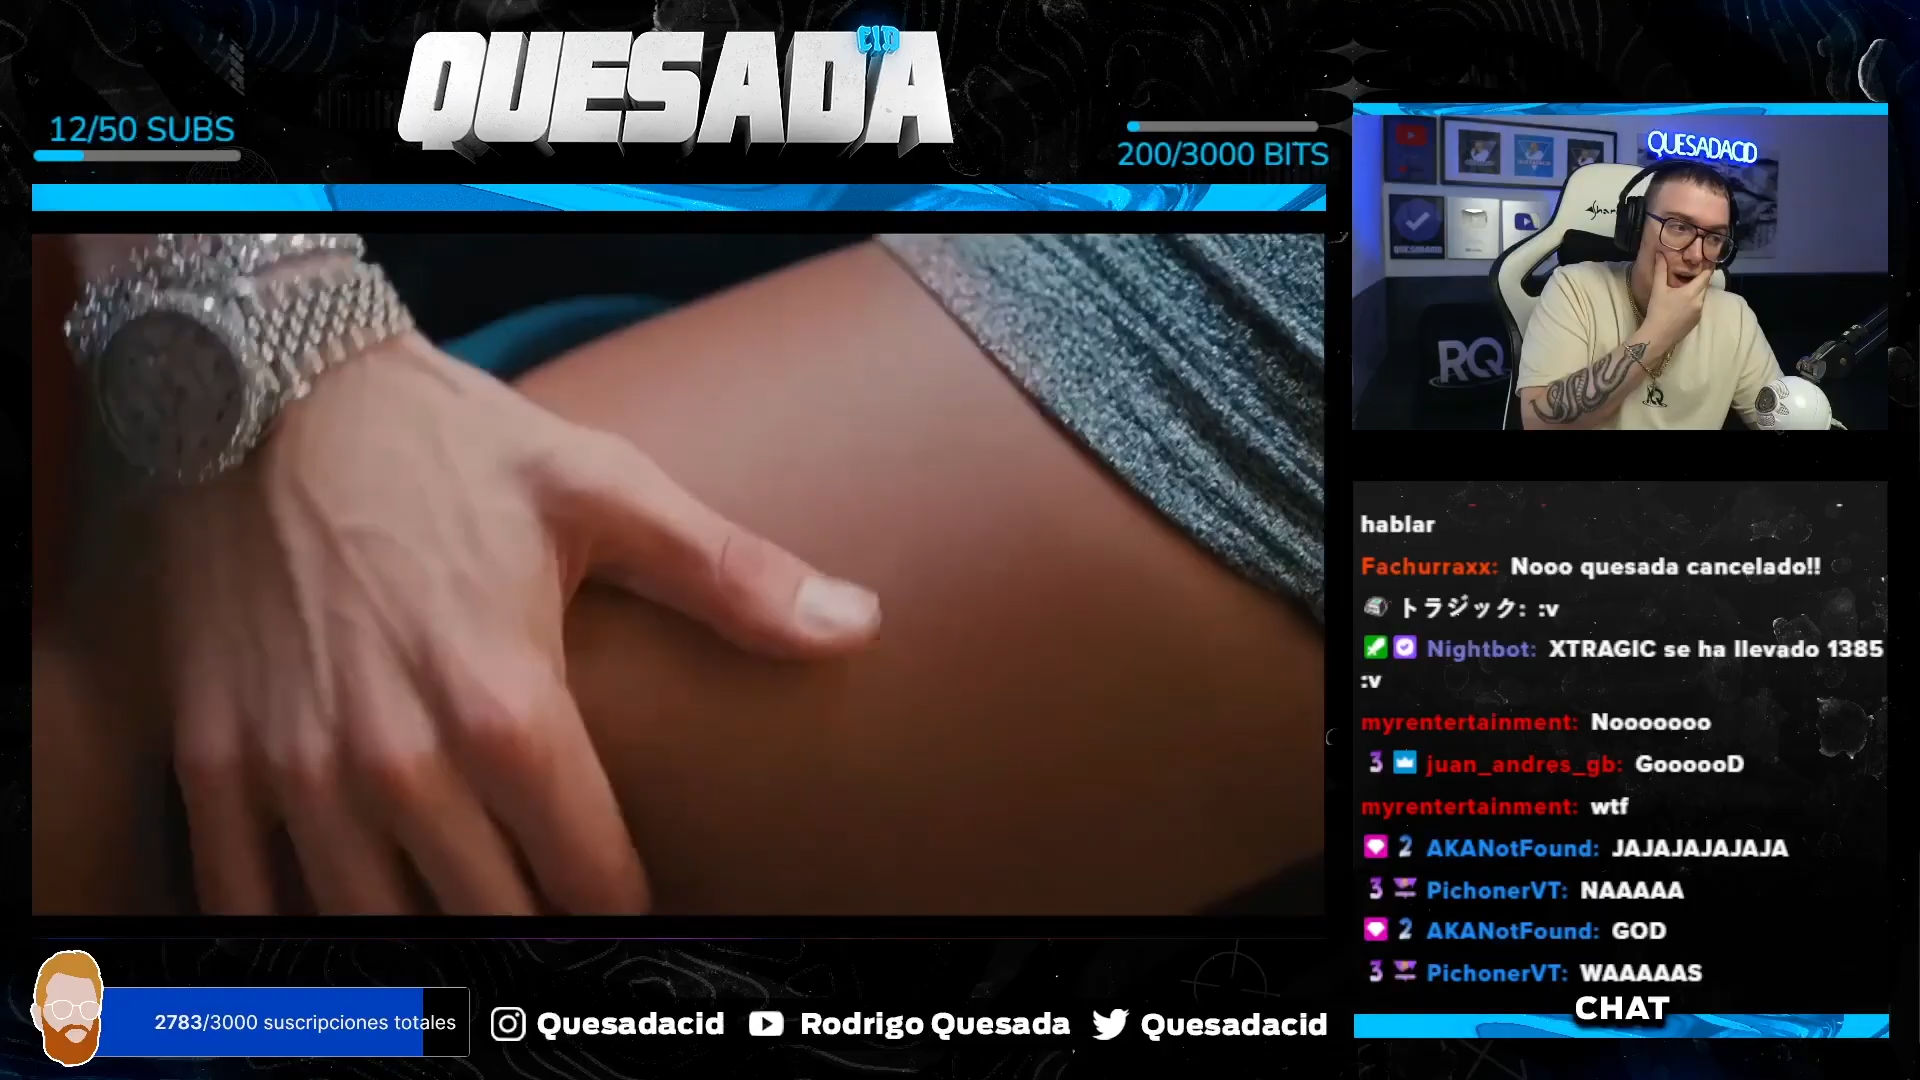 QUESADA
CID
12/50 SUBS
200/3000 BITS
QUESADACID
RQ
RQ
hablar
Fachurraxx: Nooo quesada cancelado!!
トラジック: :v
Nightbot: XTRAGIC se ha llevado 1385
:v
myrentertainment: Nooooooo
3 juan_andres_gb: GoooooD
myrentertainment: wtf
2 AKANotFound: JAJAJAJAJAJA
3 PichonerVT: NAAAAA
2 AKANotFound: GOD
3 PichonerVT: WAAAAAS
CHAT
2783/3000 suscripciones totales
Quesadacid
Rodrigo Quesada
Quesadacid